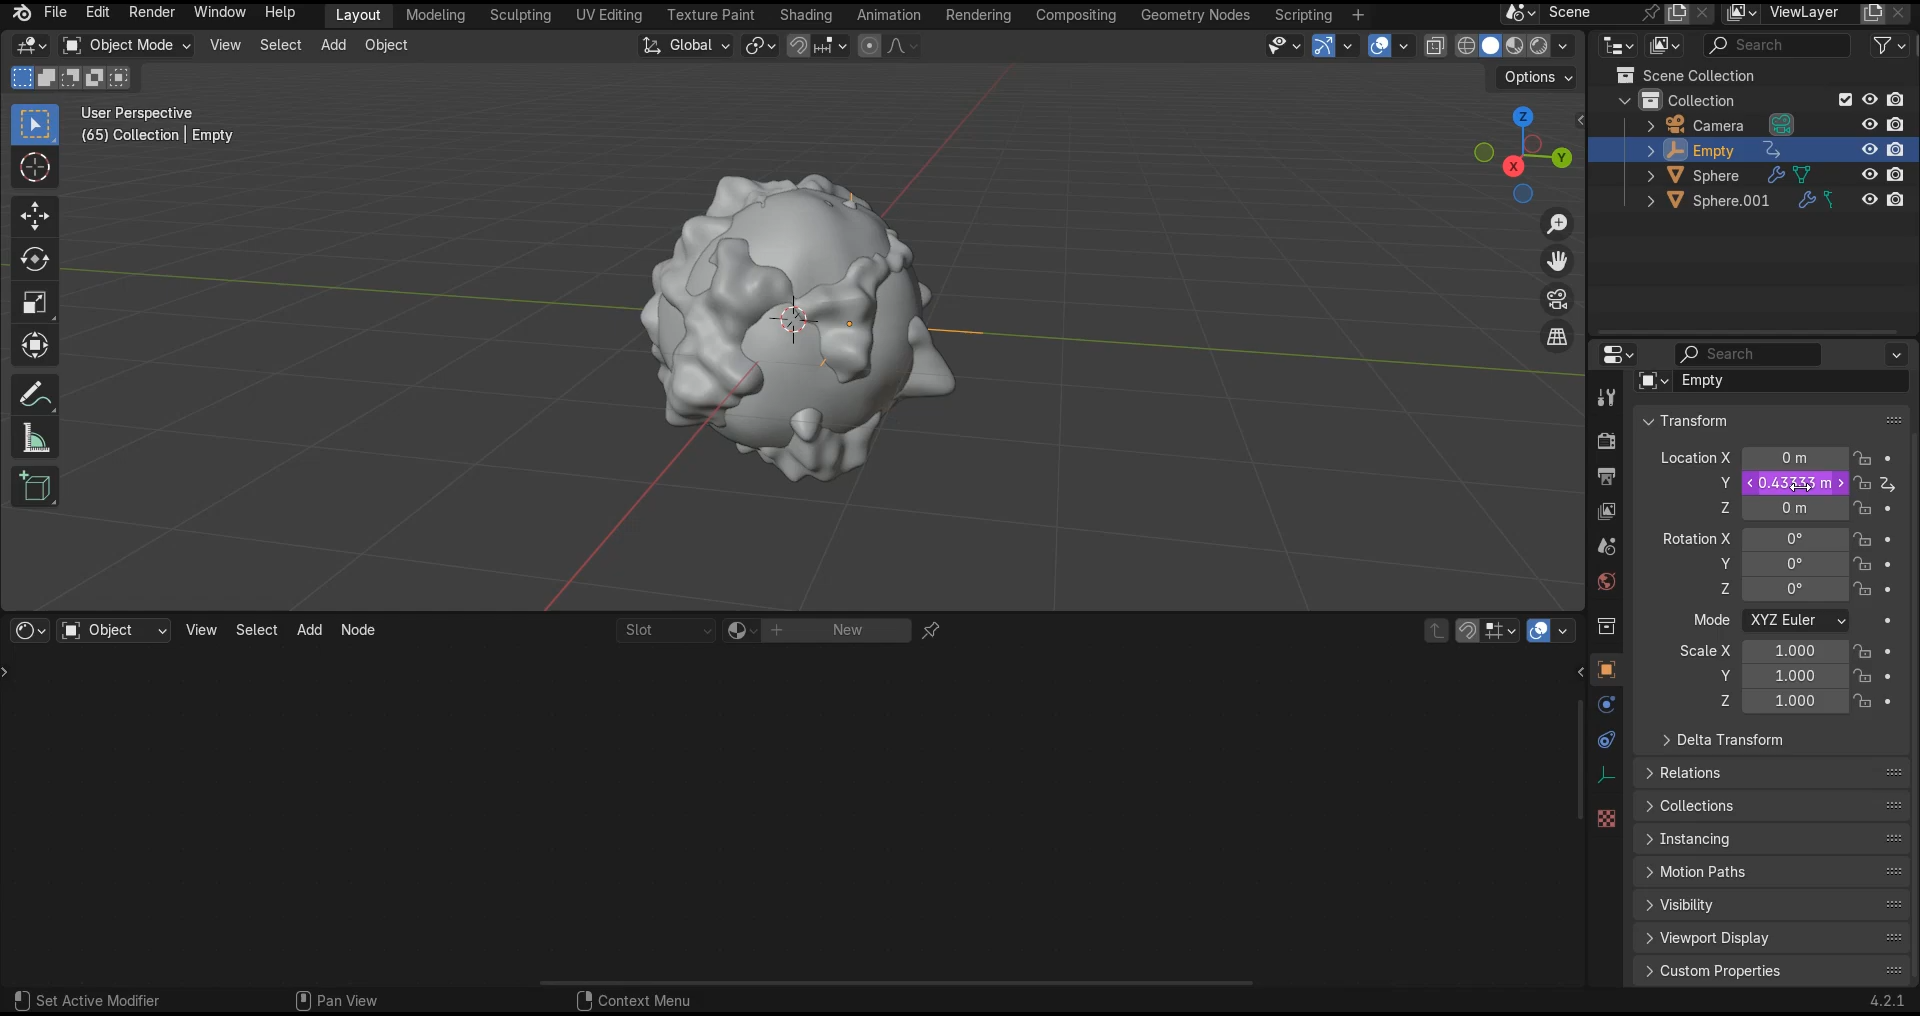 File Edit Render Window Help Layout Modeling Sculpting UV Editing Texture Paint Shading Animation Rendering Compositing Geometry Nodes Scripting + Scene ViewLayer
Object Mode View Select Add Object Global Search
Options
User Perspective
(65) Collection | Empty
Z
Y
X
Scene Collection
Collection
Camera
Empty
Sphere
Sphere.001
Search
Empty
Transform
Location X 0 m
Y 0.43333 m
Z 0 m
Rotation X 0°
Y 0°
Z 0°
Mode XYZ Euler
Scale X 1.000
Y 1.000
Z 1.000
Delta Transform
Relations
Collections
Instancing
Motion Paths
Visibility
Viewport Display
Custom Properties
Object View Select Add Node Slot New
Set Active Modifier Pan View Context Menu 4.2.1